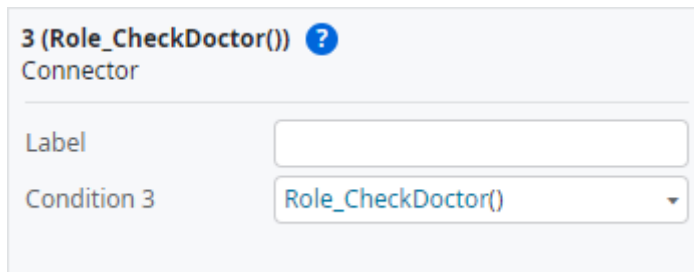 3 (Role_CheckDoctor()) ?
Connector
Label
Condition 3 Role_CheckDoctor()